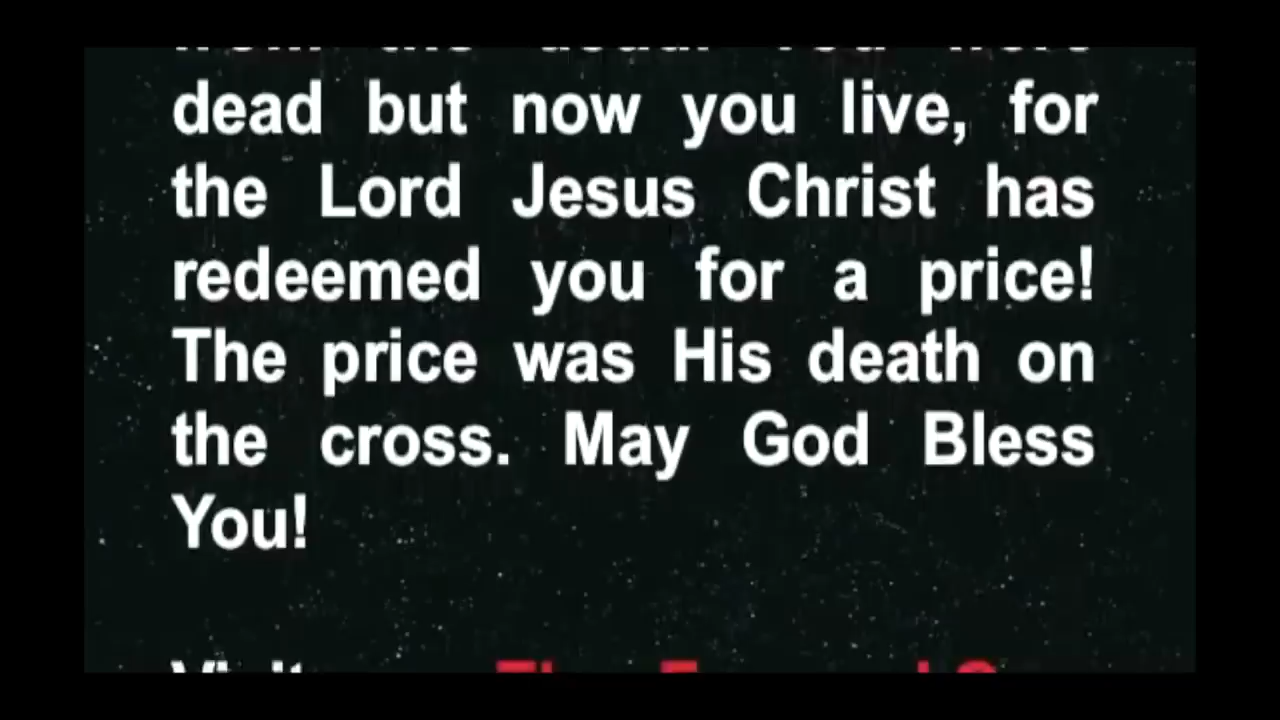 dead but now you live, for
the Lord Jesus Christ has
redeemed you for a price!
The price was His death on
the cross. May God Bless
You!
Visit